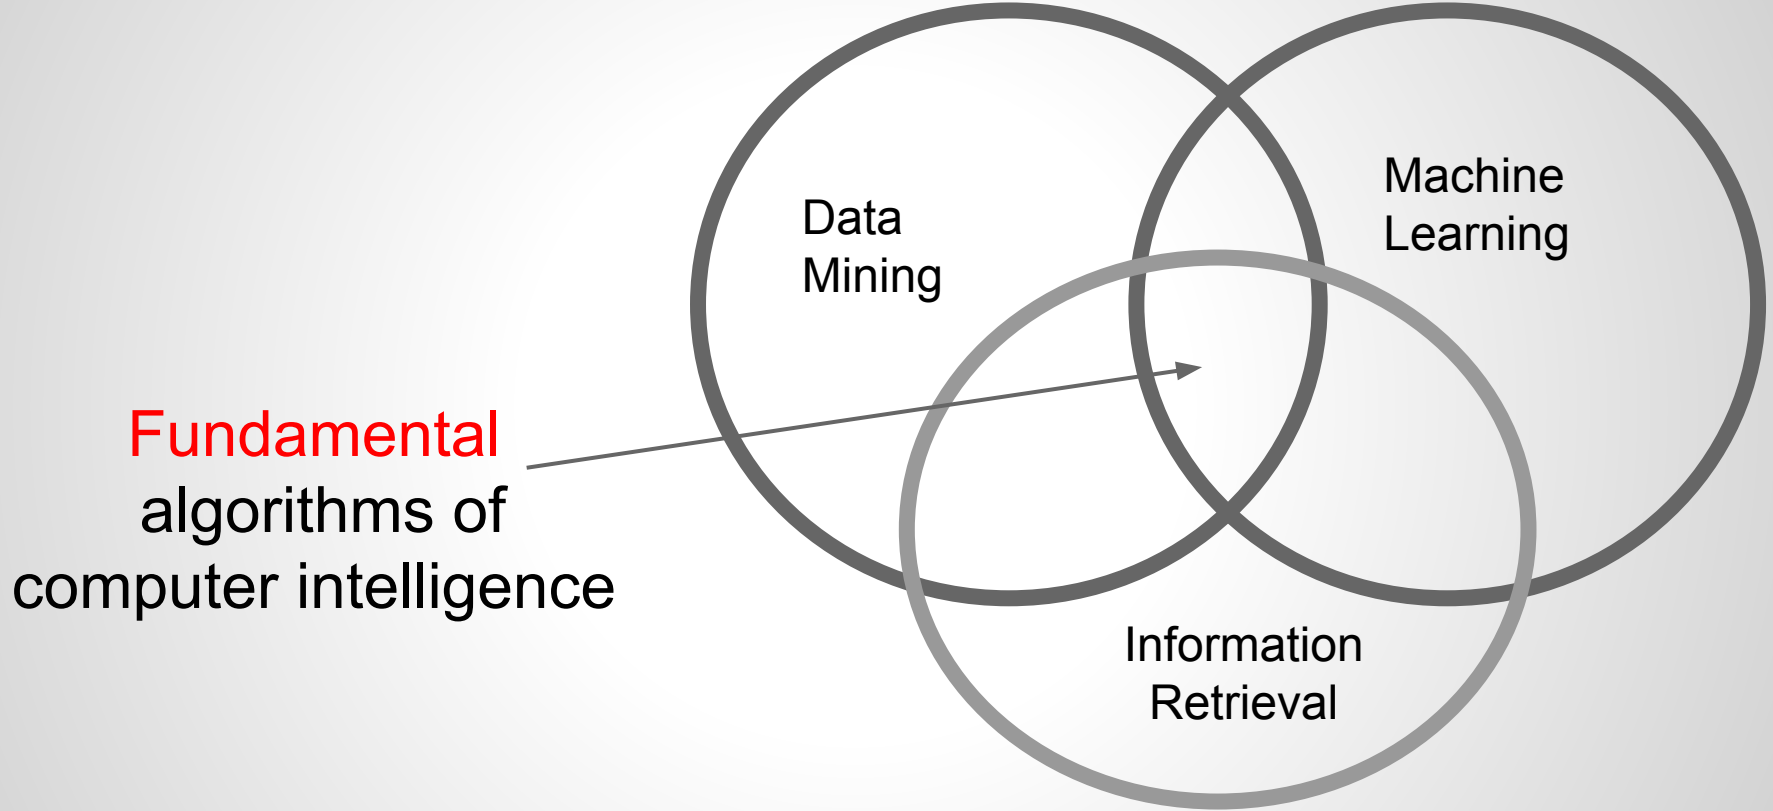 Data
Mining
Machine
Learning
Fundamental
algorithms of
computer intelligence
Information
Retrieval